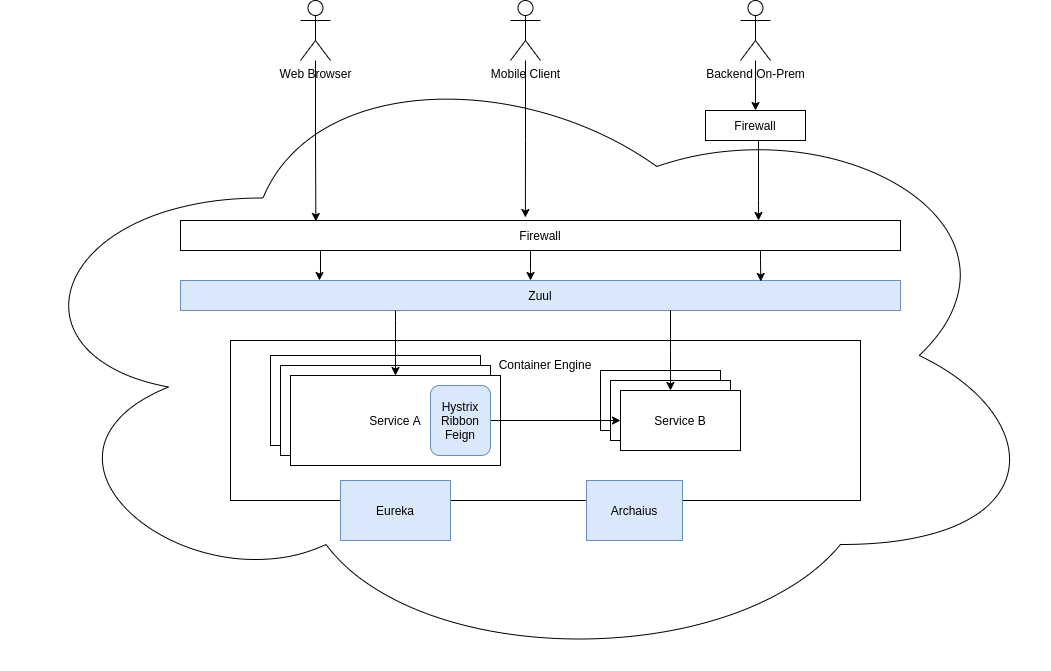 Web Browser
Mobile Client
Backend On-Prem
Firewall
Firewall
Zuul
Container Engine
Service A
Hystrix
Ribbon
Feign
Service B
Eureka
Archaius